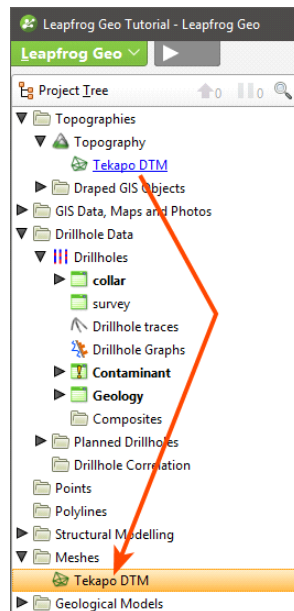 Leapfrog Geo Tutorial - Leapfrog Geo
Leapfrog Geo
Project Tree 0 0
Topographies
Topography
Tekapo DTM
Draped GIS Objects
GIS Data, Maps and Photos
Drillhole Data
Drillholes
collar
survey
Drillhole traces
Drillhole Graphs
Contaminant
Geology
Composites
Planned Drillholes
Drillhole Correlation
Points
Polylines
Structural Modelling
Meshes
Tekapo DTM
Geological Models